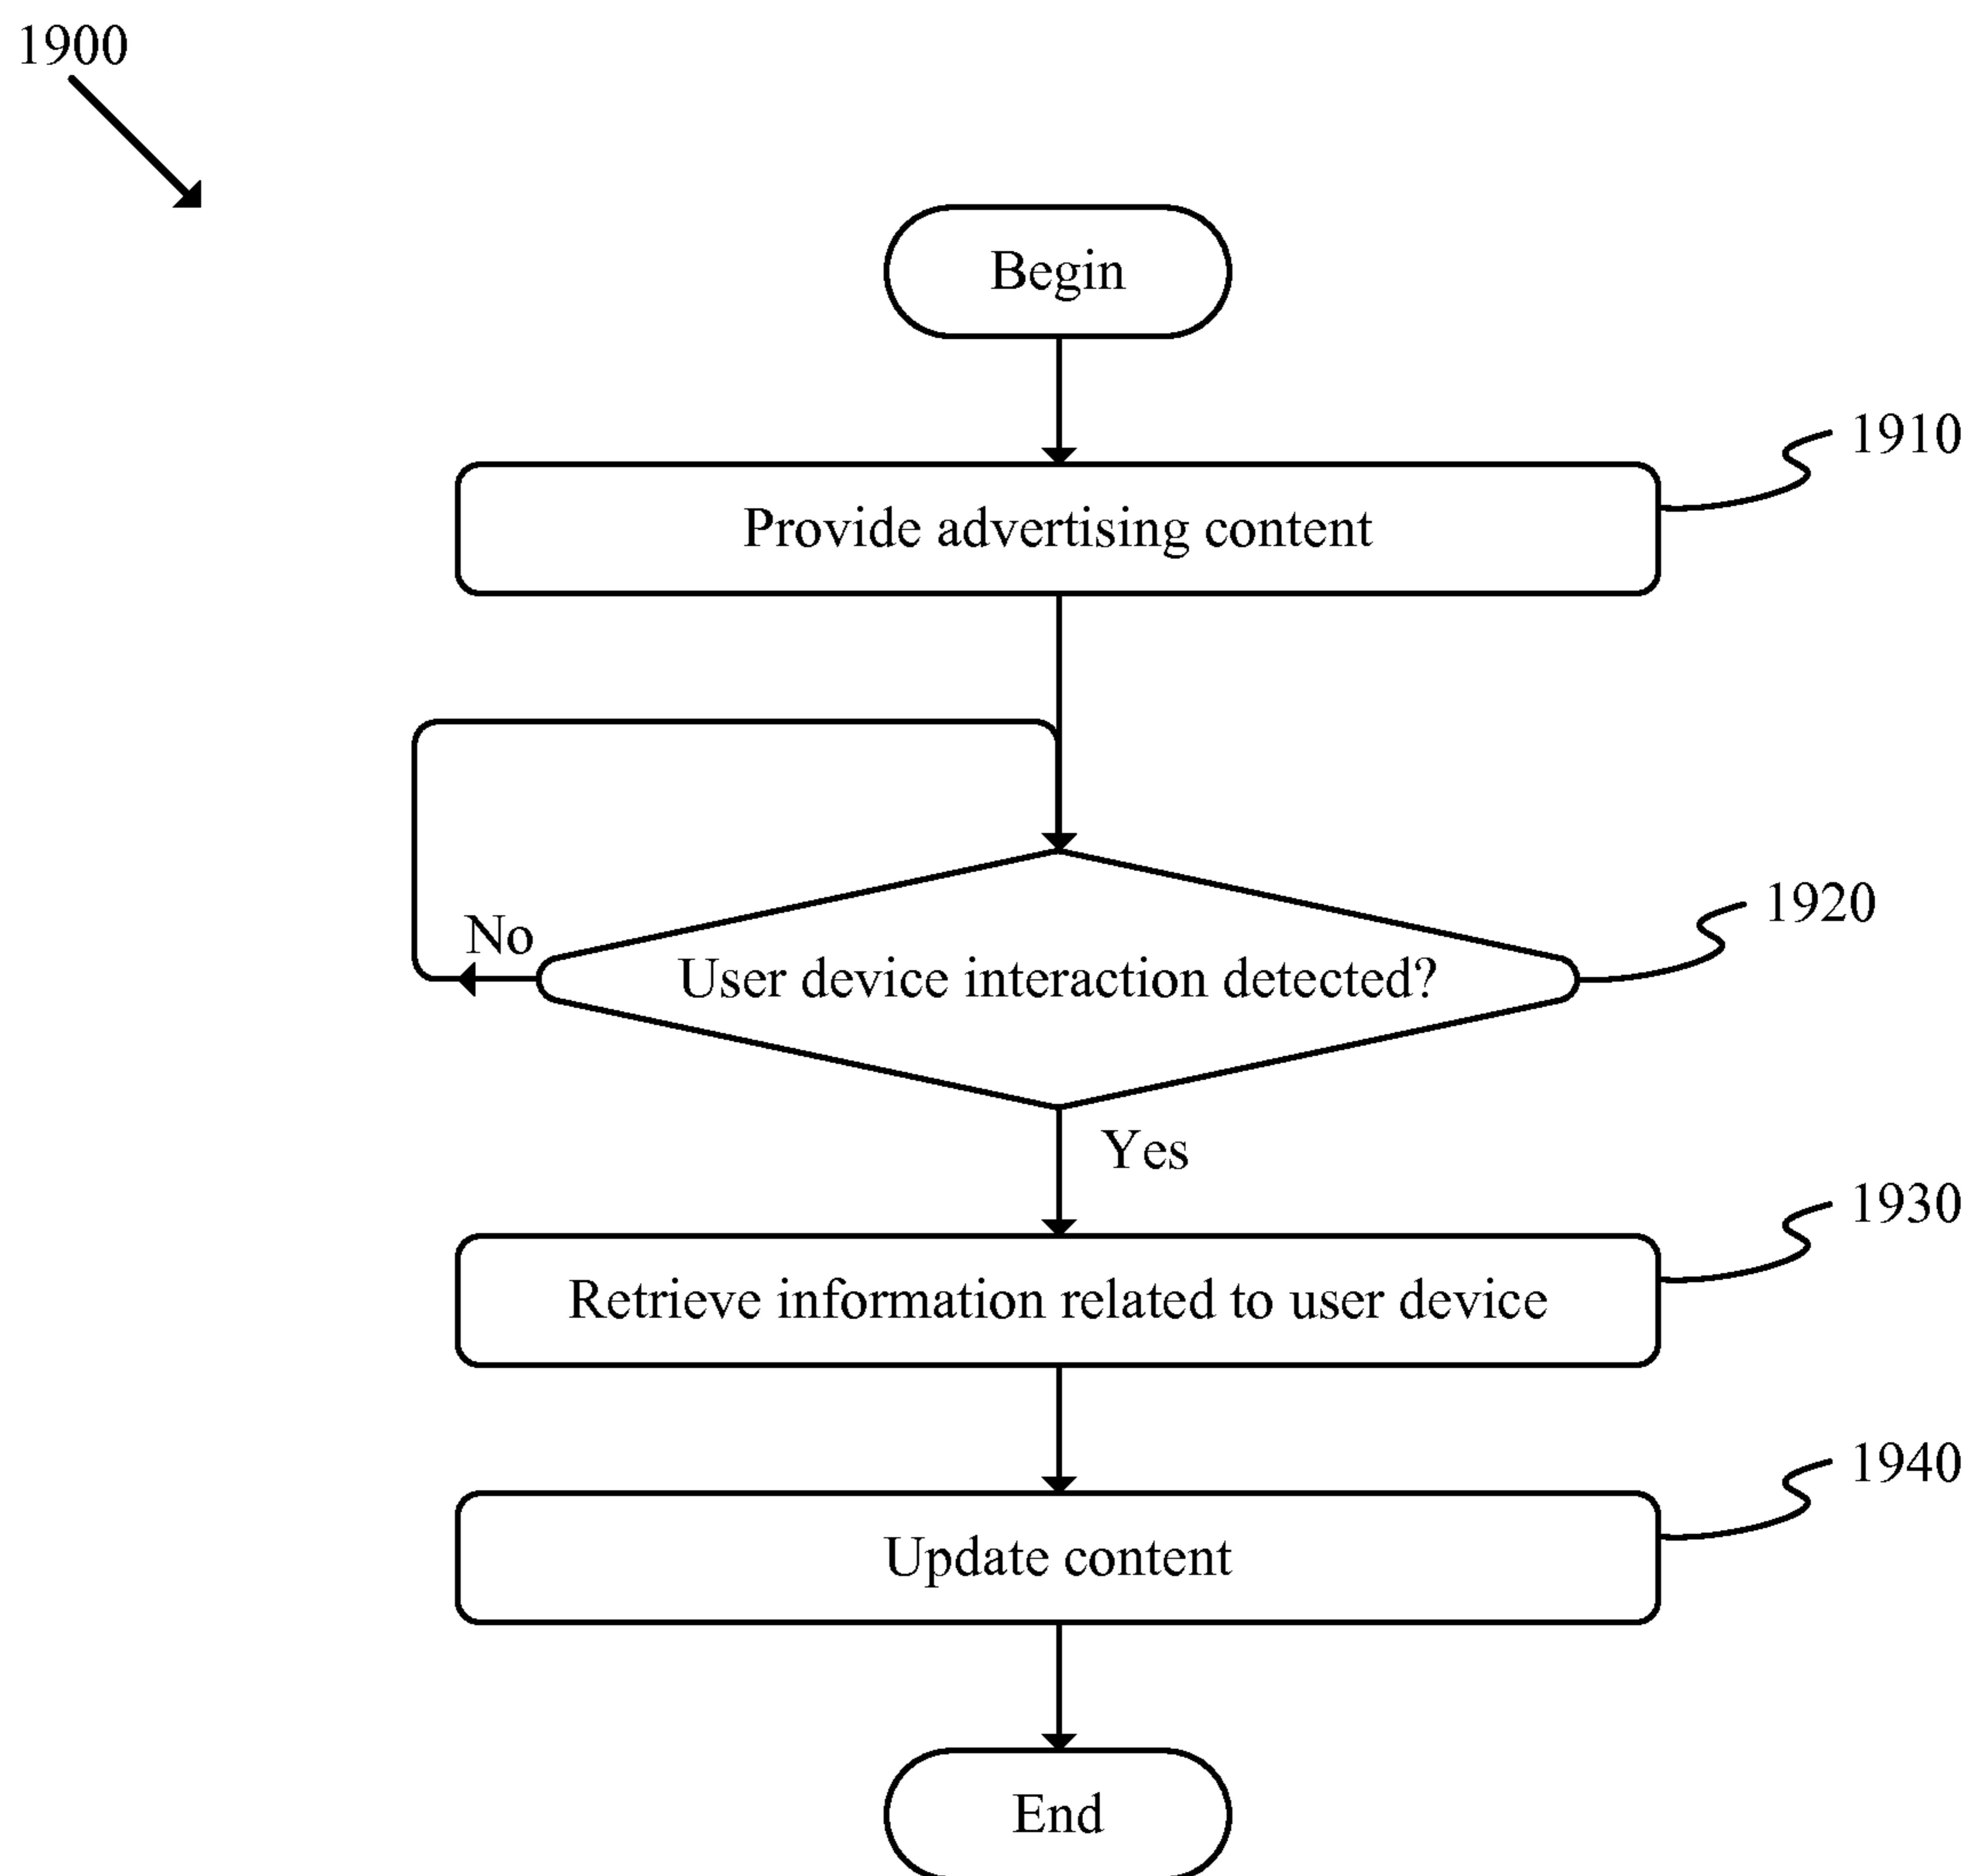 1900
Begin
1910
Provide advertising content
1920
No
User device interaction detected?
Yes
1930
Retrieve information related to user device
1940
Update content
End